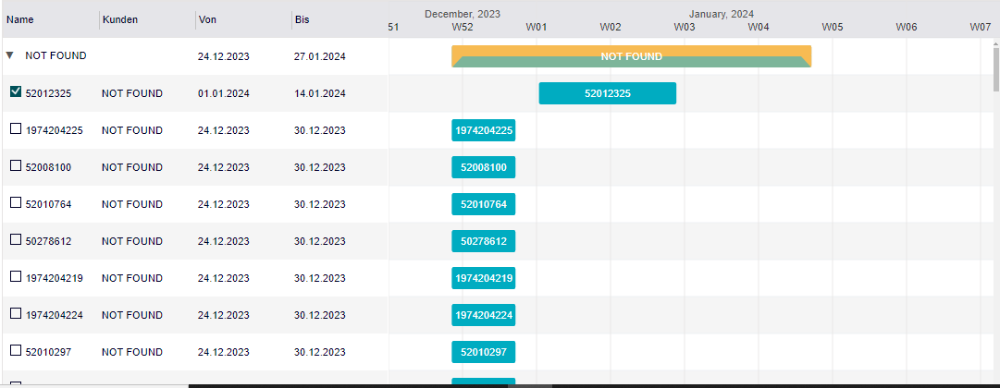 Name Kunden Von Bis December, 2023 January, 2024
51 W52 W01 W02 W03 W04 W05 W06 W07
NOT FOUND 24.12.2023 27.01.2024 NOT FOUND
52012325 NOT FOUND 01.01.2024 14.01.2024 52012325
1974204225 NOT FOUND 24.12.2023 30.12.2023 1974204225
52008100 NOT FOUND 24.12.2023 30.12.2023 52008100
52010764 NOT FOUND 24.12.2023 30.12.2023 52010764
50278612 NOT FOUND 24.12.2023 30.12.2023 50278612
1974204219 NOT FOUND 24.12.2023 30.12.2023 1974204219
1974204224 NOT FOUND 24.12.2023 30.12.2023 1974204224
52010297 NOT FOUND 24.12.2023 30.12.2023 52010297